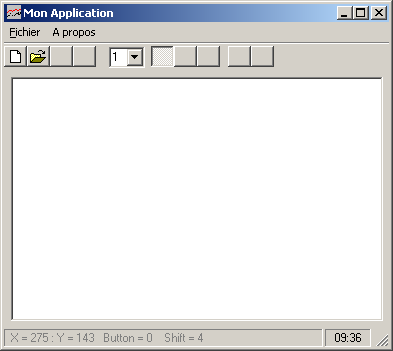 Mon Application
Fichier A propos
1
X = 275 : Y = 143 Button = 0 Shift = 4 09:36